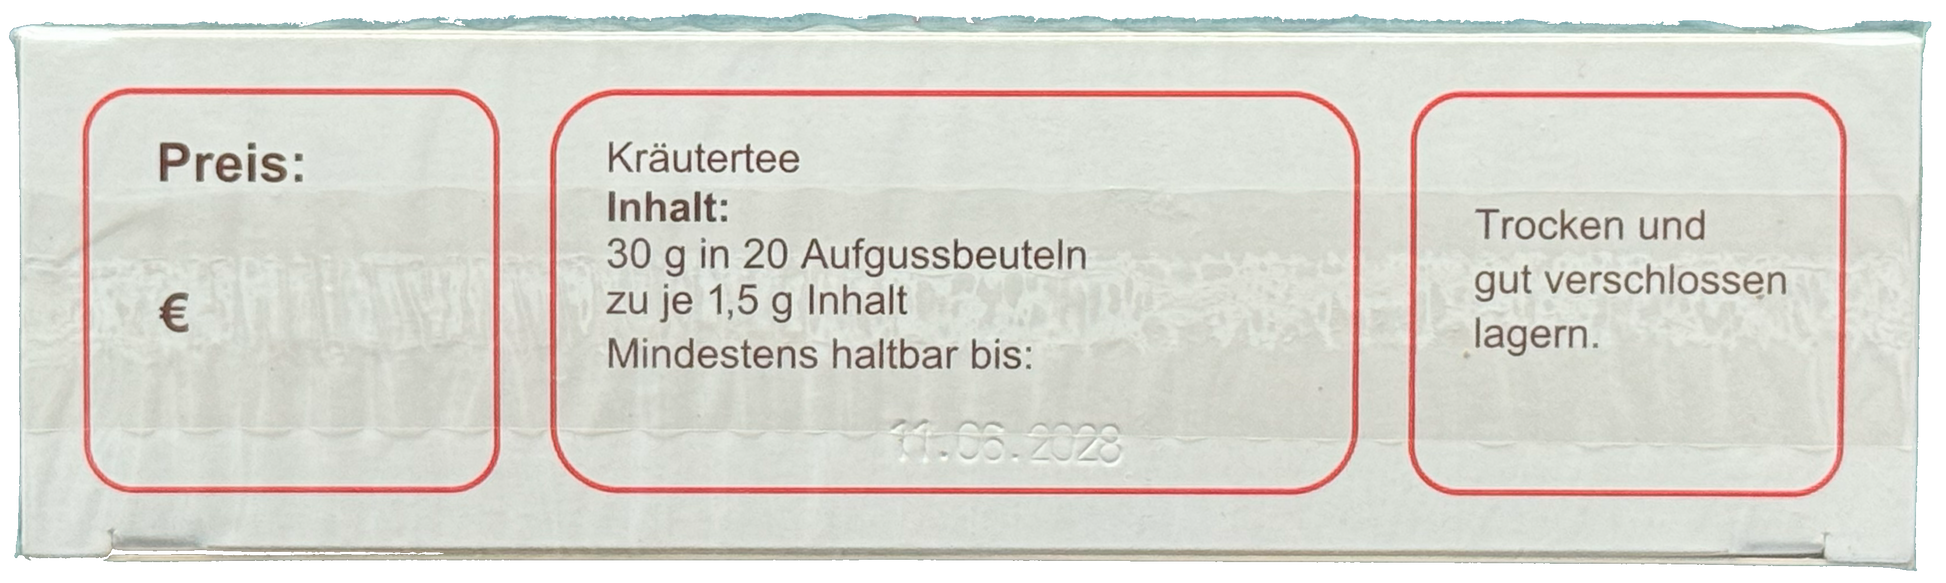 Preis:
€
Kräutertee
Inhalt:
30 g in 20 Aufgussbeuteln
zu je 1,5 g Inhalt
Mindestens haltbar bis:
11.06.2028
Trocken und
gut verschlossen
lagern.